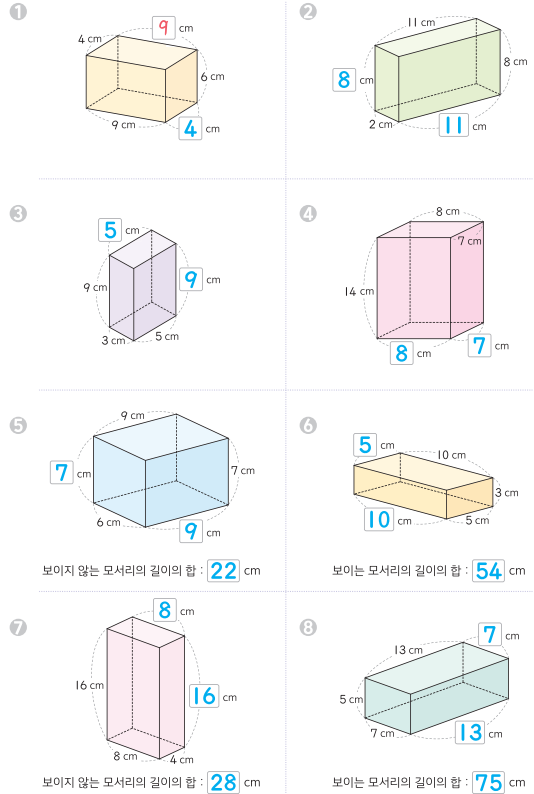 1
4 cm
9 cm
6 cm
9 cm
4 cm
2
11 cm
8 cm
8 cm
2 cm
11 cm
3
5 cm
9 cm
9 cm
3 cm
5 cm
4
8 cm
7 cm
14 cm
8 cm
7 cm
5
9 cm
7 cm
7 cm
6 cm
9 cm
보이지 않는 모서리의 길이의 합 : 22 cm
6
5 cm
10 cm
3 cm
10 cm
5 cm
보이는 모서리의 길이의 합 : 54 cm
7
8 cm
16 cm
16 cm
8 cm
4 cm
보이지 않는 모서리의 길이의 합 : 28 cm
8
7 cm
13 cm
5 cm
7 cm
13 cm
보이는 모서리의 길이의 합 : 75 cm